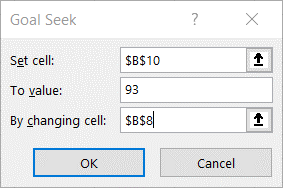 Goal Seek ? ×
Set cell: $B$10
To value: 93
By changing cell: $B$8
OK Cancel